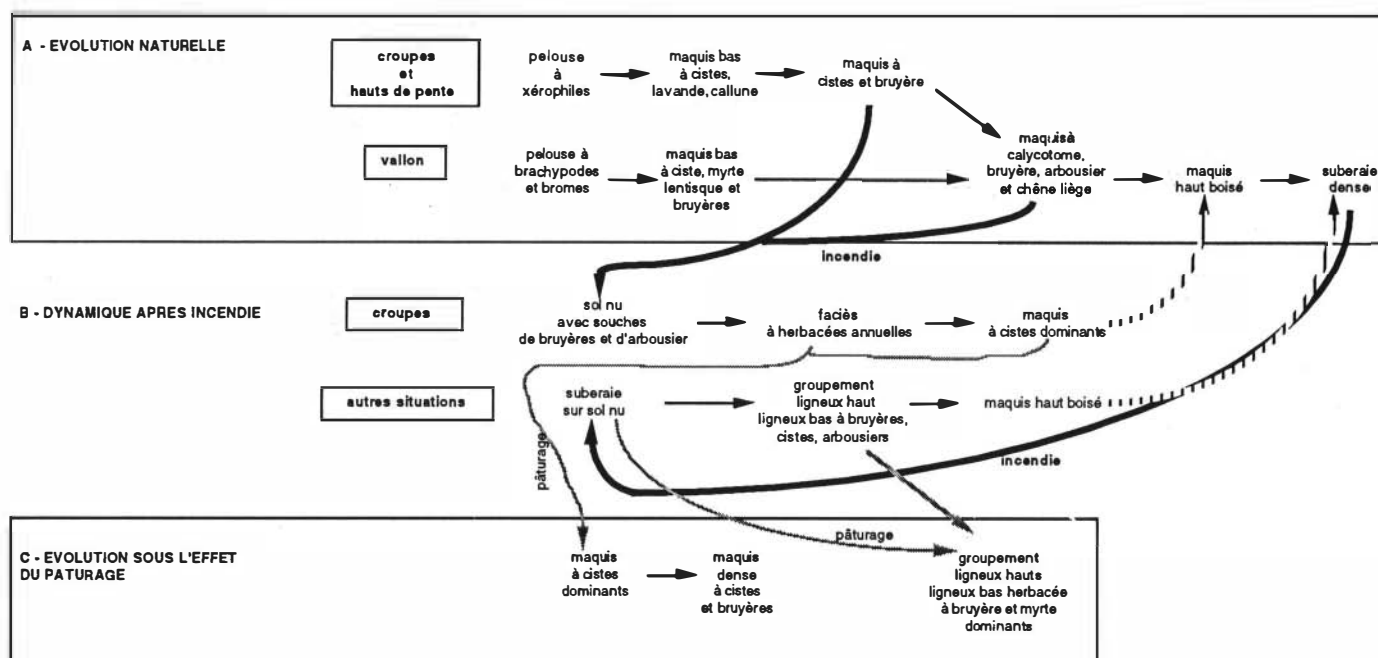 A - EVOLUTION NATURELLE
croupes
et
hauts de pente
pelouse
à
xérophiles
maquis bas
à cistes,
lavande, callune
maquis à
cistes et bruyère
vallon
pelouse à
brachypodes
et bromes
maquis bas
à ciste, myrte
lentisque et
bruyères
maquis à
calycotome,
bruyère, arbousier
et chêne liège
maquis
haut boisé
suberaie
dense
incendie
B - DYNAMIQUE APRES INCENDIE
croupes
sol nu
avec souches
de bruyères et d'arbousier
faciès
à herbacées annuelles
maquis
à cistes dominants
autres situations
suberaie
sur sol nu
groupement
ligneux haut
ligneux bas à bruyères,
cistes, arbousiers
maquis haut boisé
incendie
pâturage
pâturage
C - EVOLUTION SOUS L'EFFET
DU PATURAGE
maquis
à cistes
dominants
maquis
dense
à cistes
et bruyères
groupement
ligneux hauts
ligneux bas herbacée
à bruyère et myrte
dominants